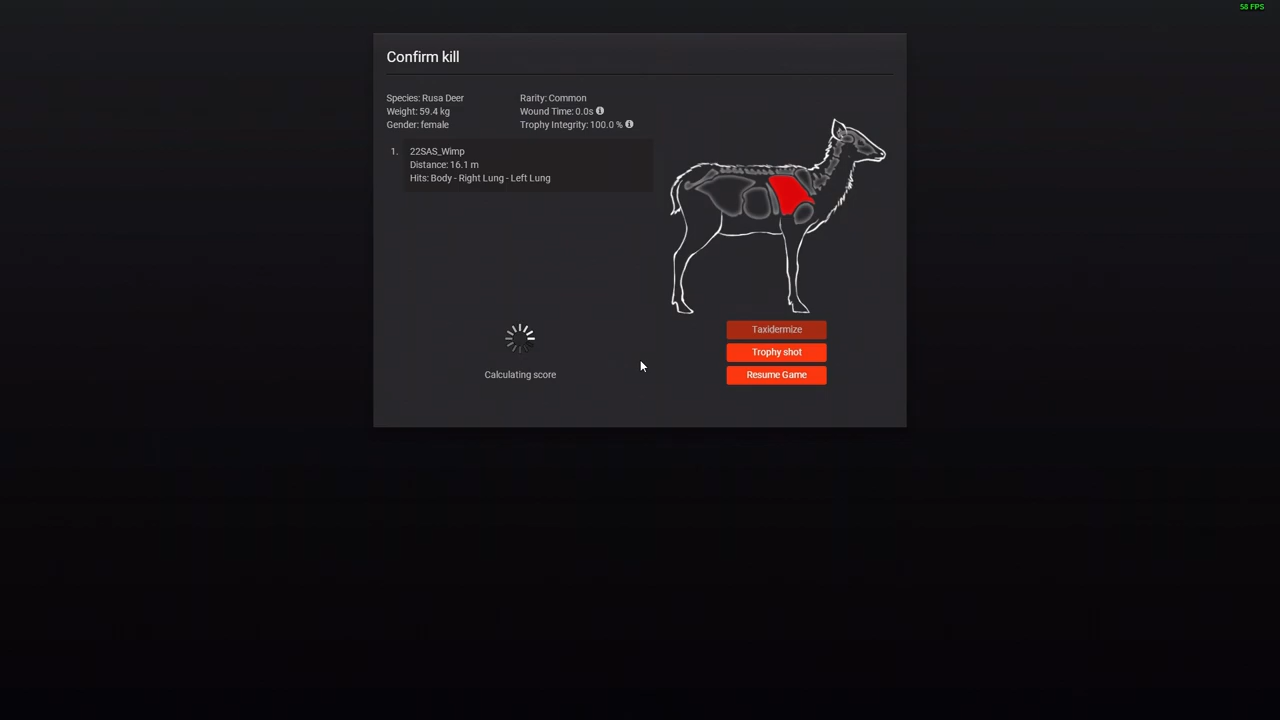 58 FPS
Confirm kill
Species: Rusa Deer
Rarity: Common
Weight: 59.4 kg
Wound Time: 0.0s
Gender: female
Trophy Integrity: 100.0 %
1. 22SAS_Wimp
Distance: 16.1 m
Hits: Body - Right Lung - Left Lung
Taxidermize
Trophy shot
Resume Game
Calculating score